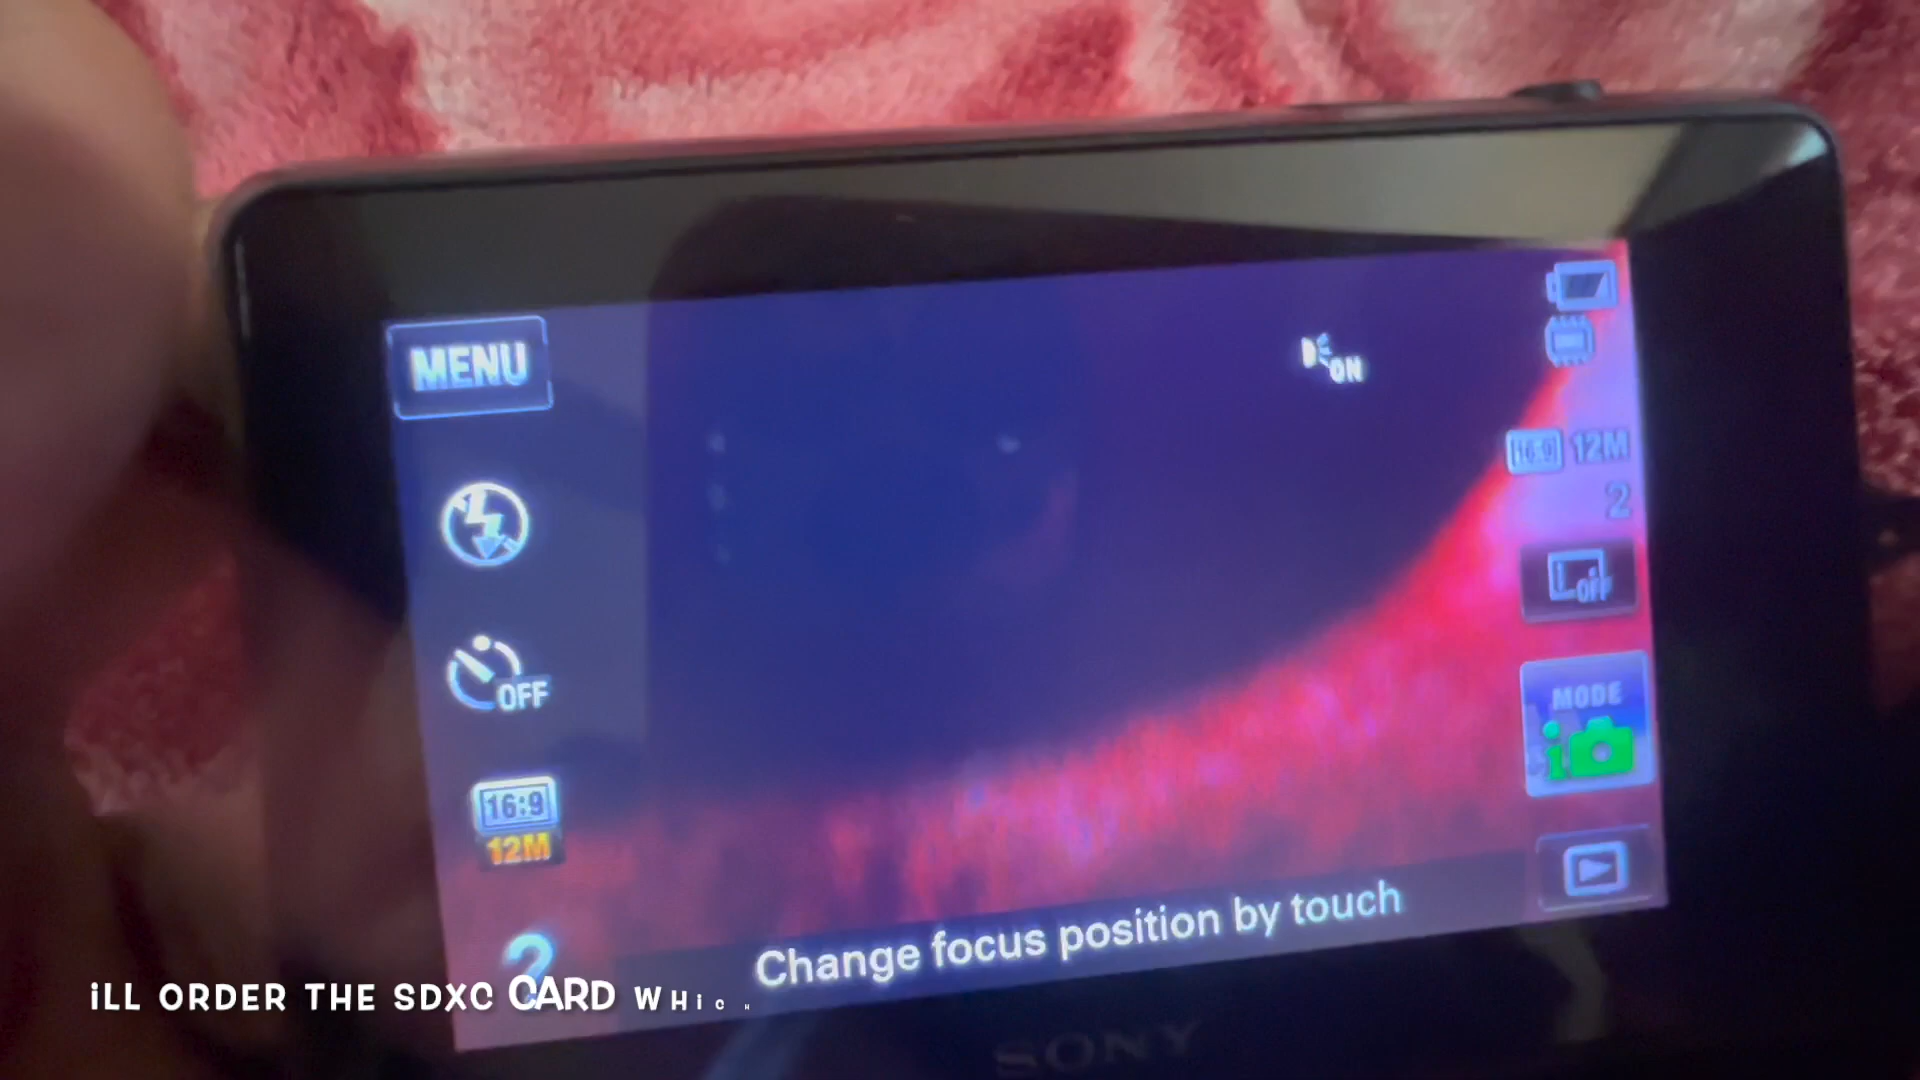 MENU
ON
16:9 12M
2
OFF
OFF
MODE
i
16:9
12M
?
Change focus position by touch
iLL ORDER THE SDXC CARD WHicH
SONY